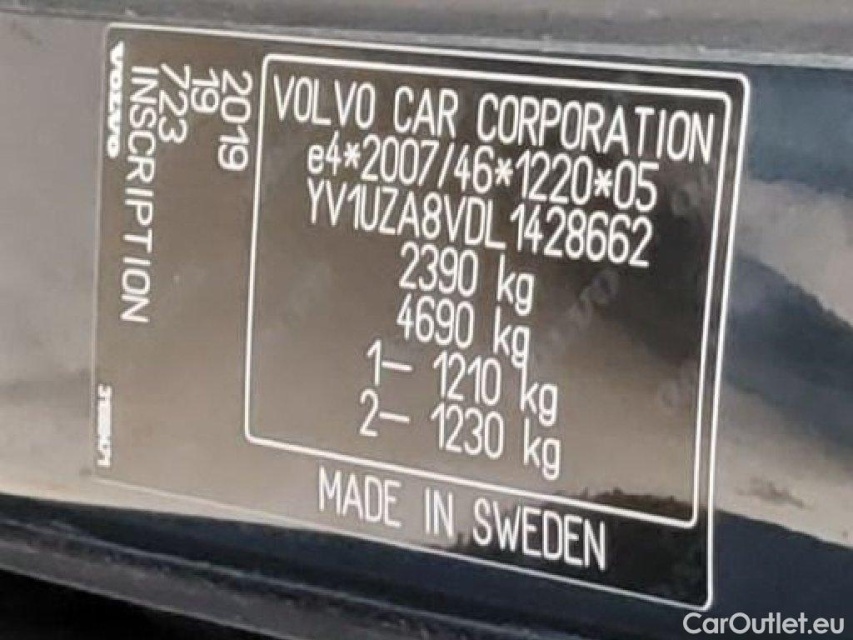 VOLVO CAR CORPORATION
e4*2007/46*1220*05
YV1UZA8VDL1428662
2390 kg
4690 kg
1– 1210 kg
2– 1230 kg
MADE IN SWEDEN
2019
19
723
INSCRIPTION
VOLVO
CarOutlet.eu